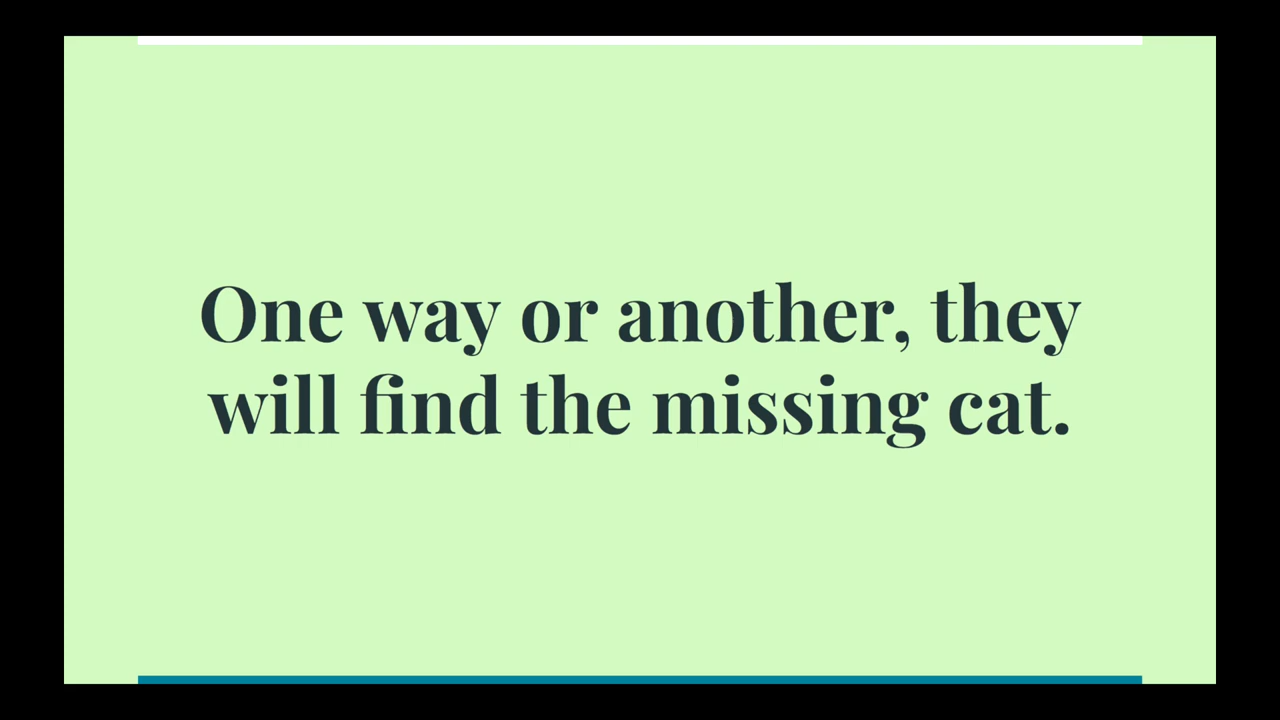 One way or another, they
will find the missing cat.